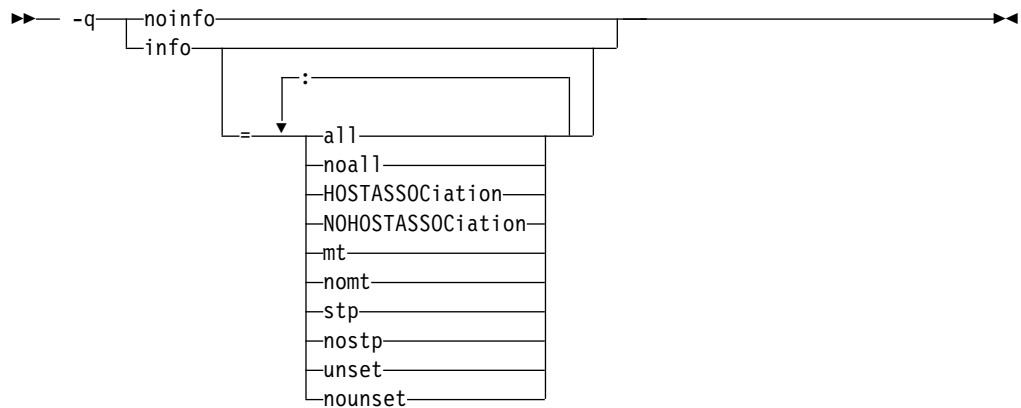 -q noinfo
info
:
= all
noall
HOSTASSOCiation
NOHOSTASSOCiation
mt
nomt
stp
nostp
unset
nounset